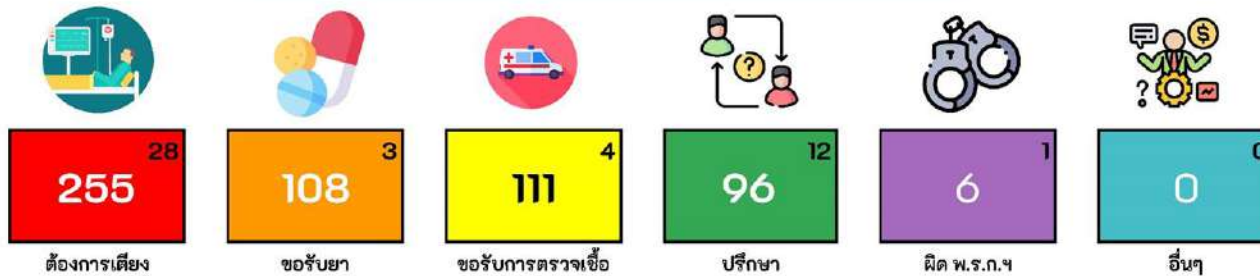 28 3 4 12 1 0
255 108 111 96 6 0
ต้องการเตียง ขอรับยา ขอรับการตรวจเชื้อ ปรึกษา ผิด พ.ร.ก.ฯ อื่นๆ